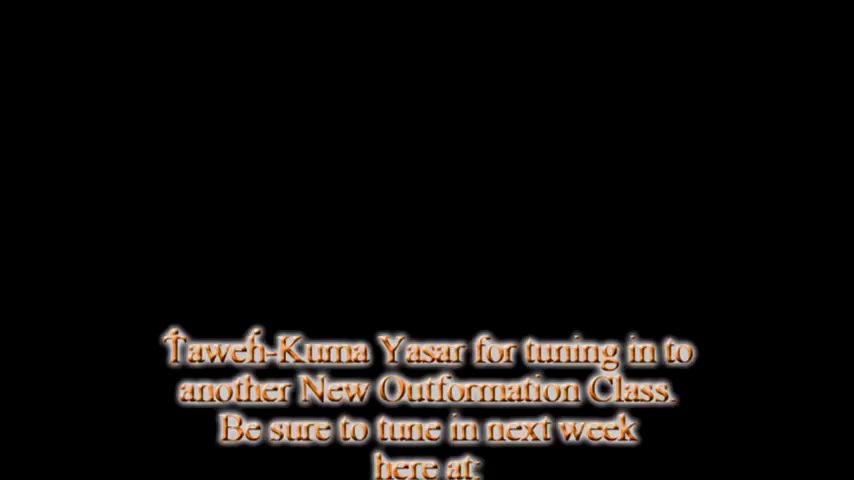 Ṫaweḣ-Kuma Yasar for tuning in to
another New Outformation Class.
Be sure to tune in next week
here at: